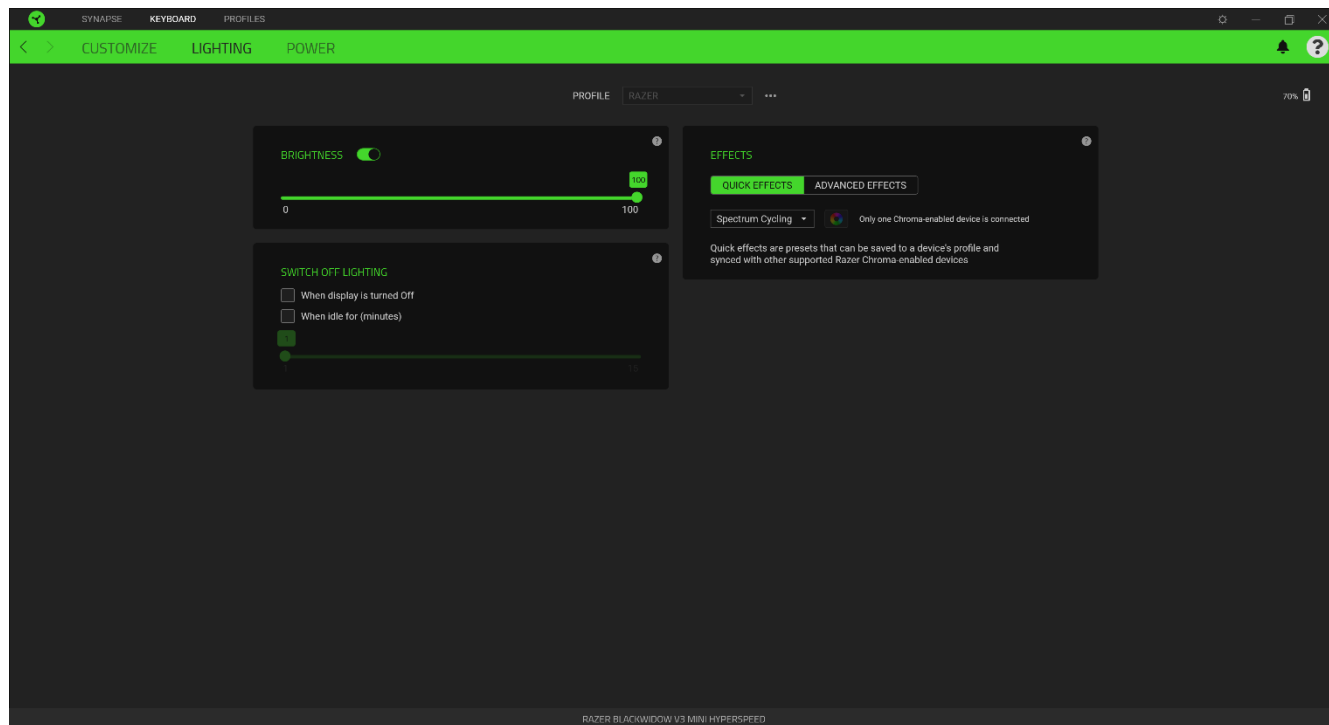 SYNAPSE KEYBOARD PROFILES
CUSTOMIZE LIGHTING POWER
PROFILE RAZER
70%
BRIGHTNESS
100
0 100
SWITCH OFF LIGHTING
When display is turned Off
When idle for (minutes)
1
1 15
EFFECTS
QUICK EFFECTS ADVANCED EFFECTS
Spectrum Cycling Only one Chroma-enabled device is connected
Quick effects are presets that can be saved to a device's profile and
synced with other supported Razer Chroma-enabled devices
RAZER BLACKWIDOW V3 MINI HYPERSPEED